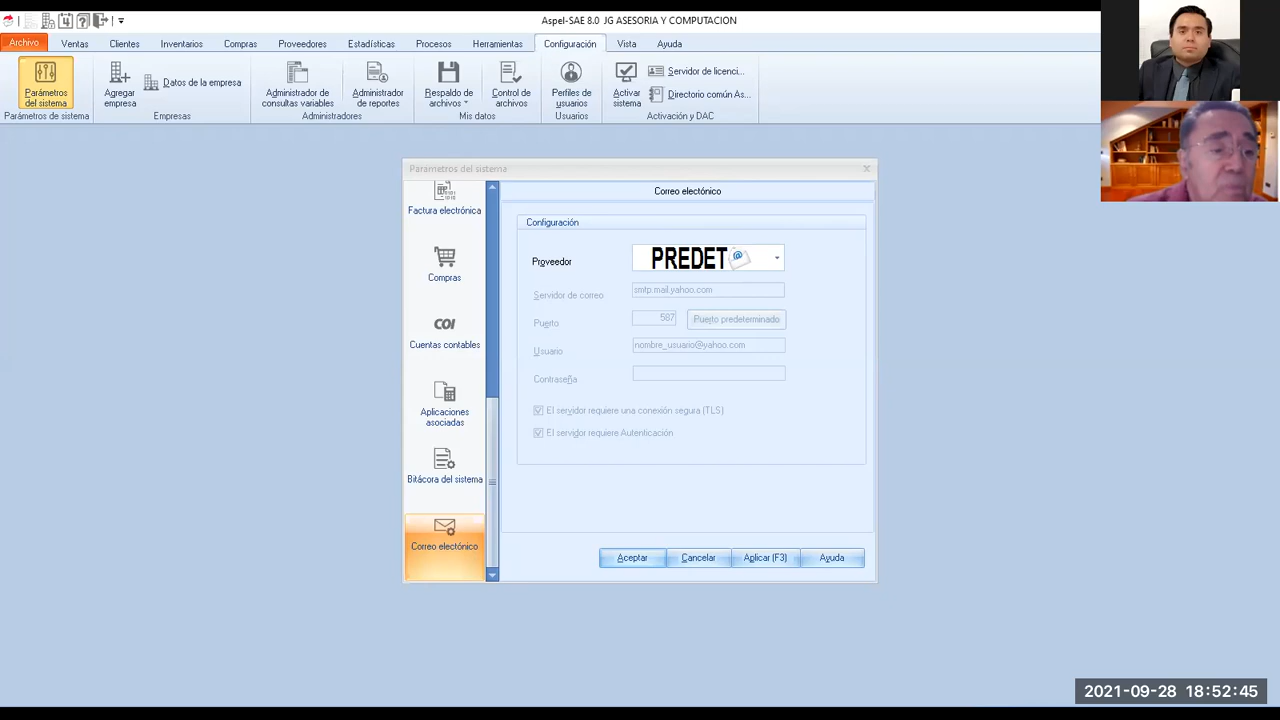 Aspel-SAE 8.0 JG ASESORIA Y COMPUTACION
Archivo Ventas Clientes Inventarios Compras Proveedores Estadísticas Procesos Herramientas Configuración Vista Ayuda
Parámetros del sistema
Agregar empresa
Datos de la empresa
Administrador de consultas variables
Administrador de reportes
Respaldo de archivos
Control de archivos
Perfiles de usuarios
Activar sistema
Servidor de licenci...
Directorio común As...
Parámetros de sistema Empresas Administradores Mis datos Usuarios Activación y DAC
Parametros del sistema
Factura electrónica
Compras
COI
Cuentas contables
Aplicaciones
asociadas
Bitácora del sistema
Correo electrónico
Correo electrónico
Configuración
Proveedor PREDET @
Servidor de correo smtp.mail.yahoo.com
Puerto 587 Puerto predeterminado
Usuario nombre_usuario@yahoo.com
Contraseña
El servidor requiere una conexión segura (TLS)
El servidor requiere Autenticación
Aceptar Cancelar Aplicar (F3) Ayuda
2021-09-28 18:52:45